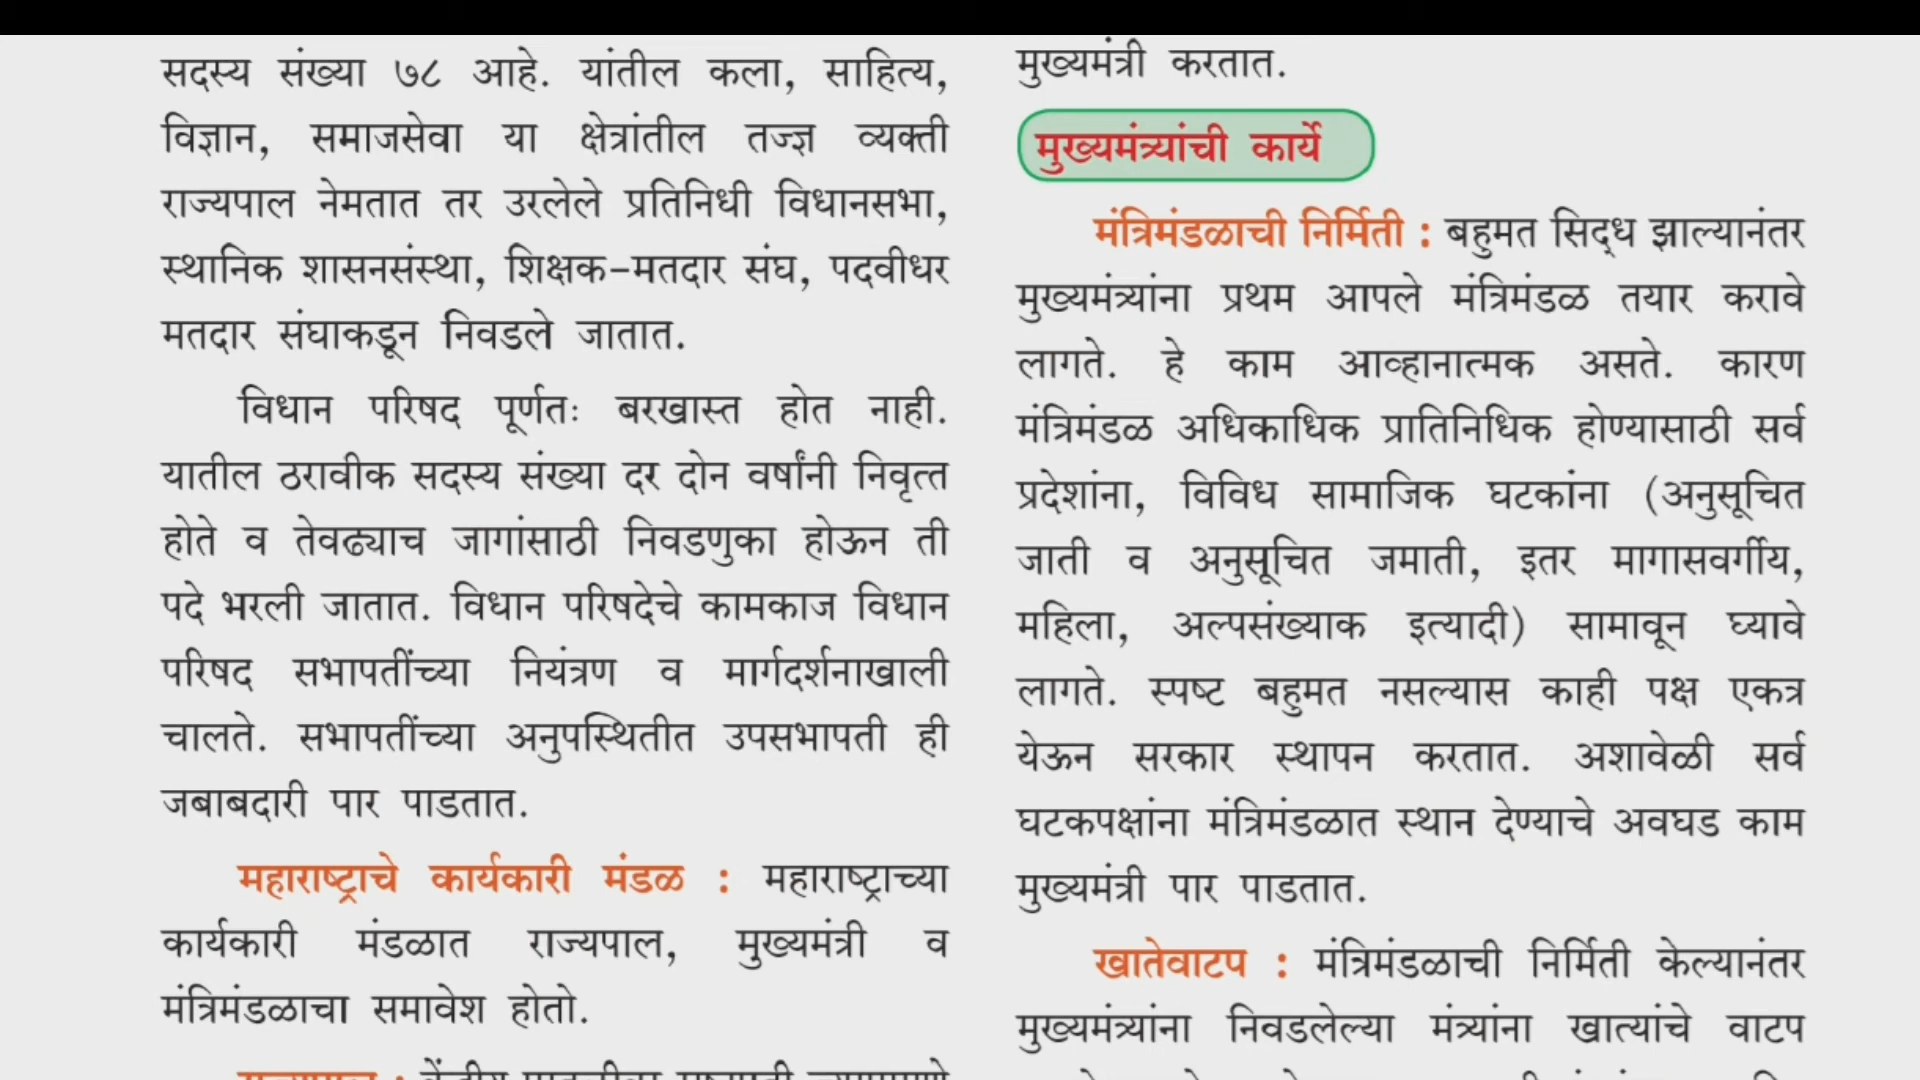 सदस्य संख्या ७८ आहे. यांतील कला, साहित्य,
विज्ञान, समाजसेवा या क्षेत्रांतील तज्ज्ञ व्यक्ती
राज्यपाल नेमतात तर उरलेले प्रतिनिधी विधानसभा,
स्थानिक शासनसंस्था, शिक्षक-मतदार संघ, पदवीधर
मतदार संघाकडून निवडले जातात.
विधान परिषद पूर्णतः बरखास्त होत नाही.
यातील ठरावीक सदस्य संख्या दर दोन वर्षांनी निवृत्त
होते व तेवढ्याच जागांसाठी निवडणुका होऊन ती
पदे भरली जातात. विधान परिषदेचे कामकाज विधान
परिषद सभापतींच्या नियंत्रण व मार्गदर्शनाखाली
चालते. सभापतींच्या अनुपस्थितीत उपसभापती ही
जबाबदारी पार पाडतात.
महाराष्ट्राचे कार्यकारी मंडळ : महाराष्ट्राच्या
कार्यकारी मंडळात राज्यपाल, मुख्यमंत्री व
मंत्रिमंडळाचा समावेश होतो.
मुख्यमंत्री करतात.
मुख्यमंत्र्यांची कार्ये
मंत्रिमंडळाची निर्मिती : बहुमत सिद्ध झाल्यानंतर
मुख्यमंत्र्यांना प्रथम आपले मंत्रिमंडळ तयार करावे
लागते. हे काम आव्हानात्मक असते. कारण
मंत्रिमंडळ अधिकाधिक प्रातिनिधिक होण्यासाठी सर्व
प्रदेशांना, विविध सामाजिक घटकांना (अनुसूचित
जाती व अनुसूचित जमाती, इतर मागासवर्गीय,
महिला, अल्पसंख्याक इत्यादी) सामावून घ्यावे
लागते. स्पष्ट बहुमत नसल्यास काही पक्ष एकत्र
येऊन सरकार स्थापन करतात. अशावेळी सर्व
घटकपक्षांना मंत्रिमंडळात स्थान देण्याचे अवघड काम
मुख्यमंत्री पार पाडतात.
खातेवाटप : मंत्रिमंडळाची निर्मिती केल्यानंतर
मुख्यमंत्र्यांना निवडलेल्या मंत्र्यांना खात्यांचे वाटप